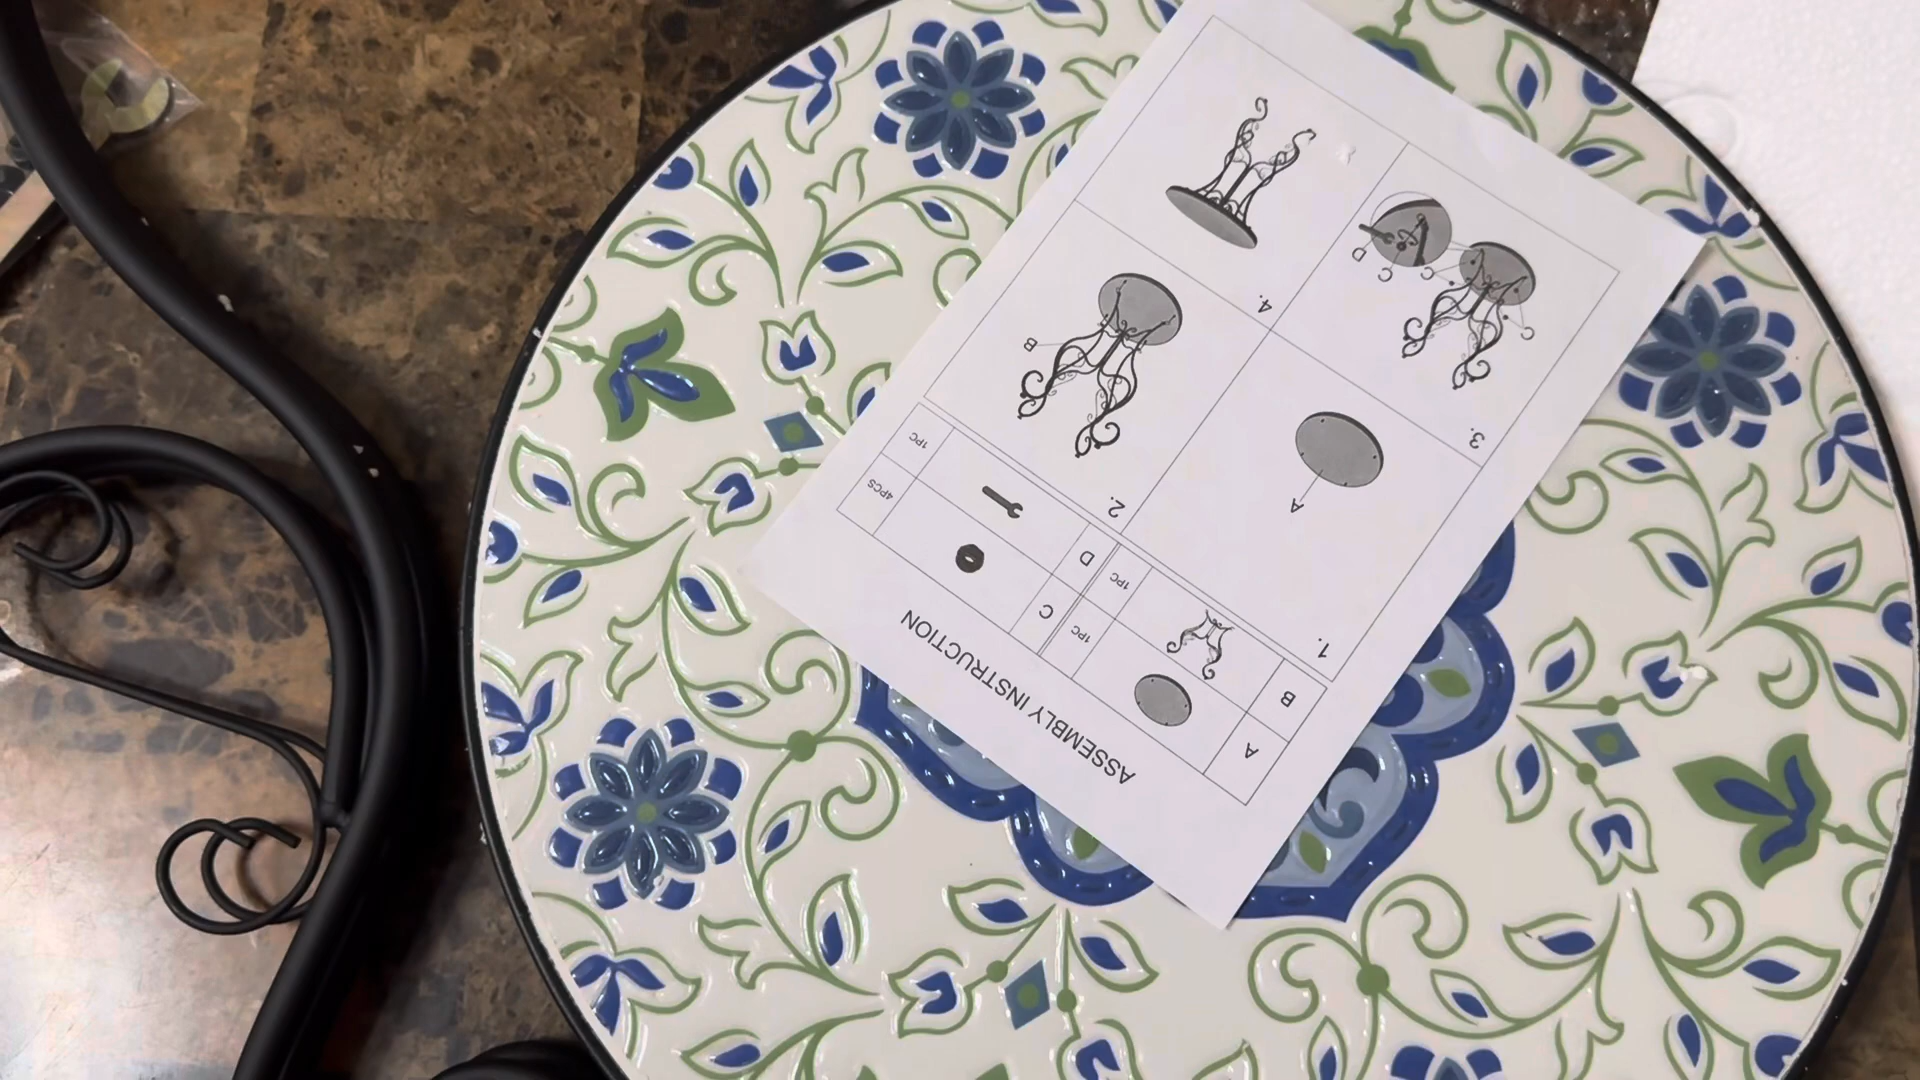 ASSEMBLY INSTRUCTION
A 1PC C 4PCS
B 1PC D 1PC
1. A
2. B
3. C C C D
4.